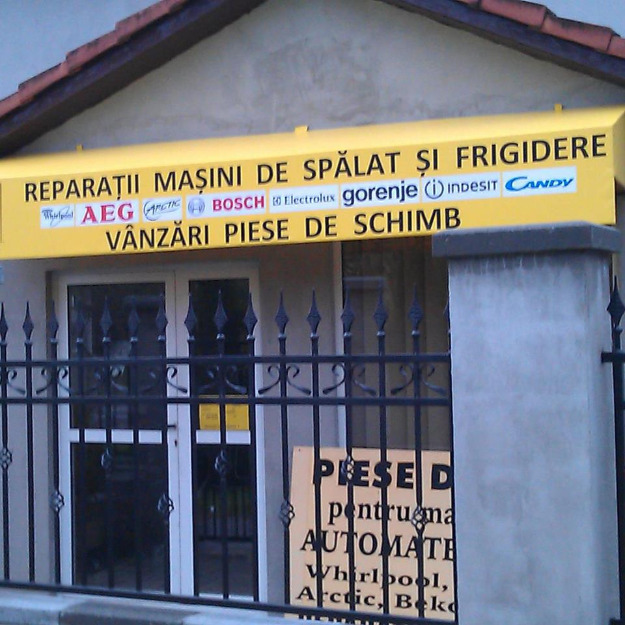 REPARAȚII MAȘINI DE SPĂLAT ȘI FRIGIDERE
Whirlpool AEG ARCTIC BOSCH Electrolux gorenje INDESIT CANDY
VÂNZĂRI PIESE DE SCHIMB
PIESE D
pentru ma
AUTOMATE
Whirlpool,
Arctic, Beko